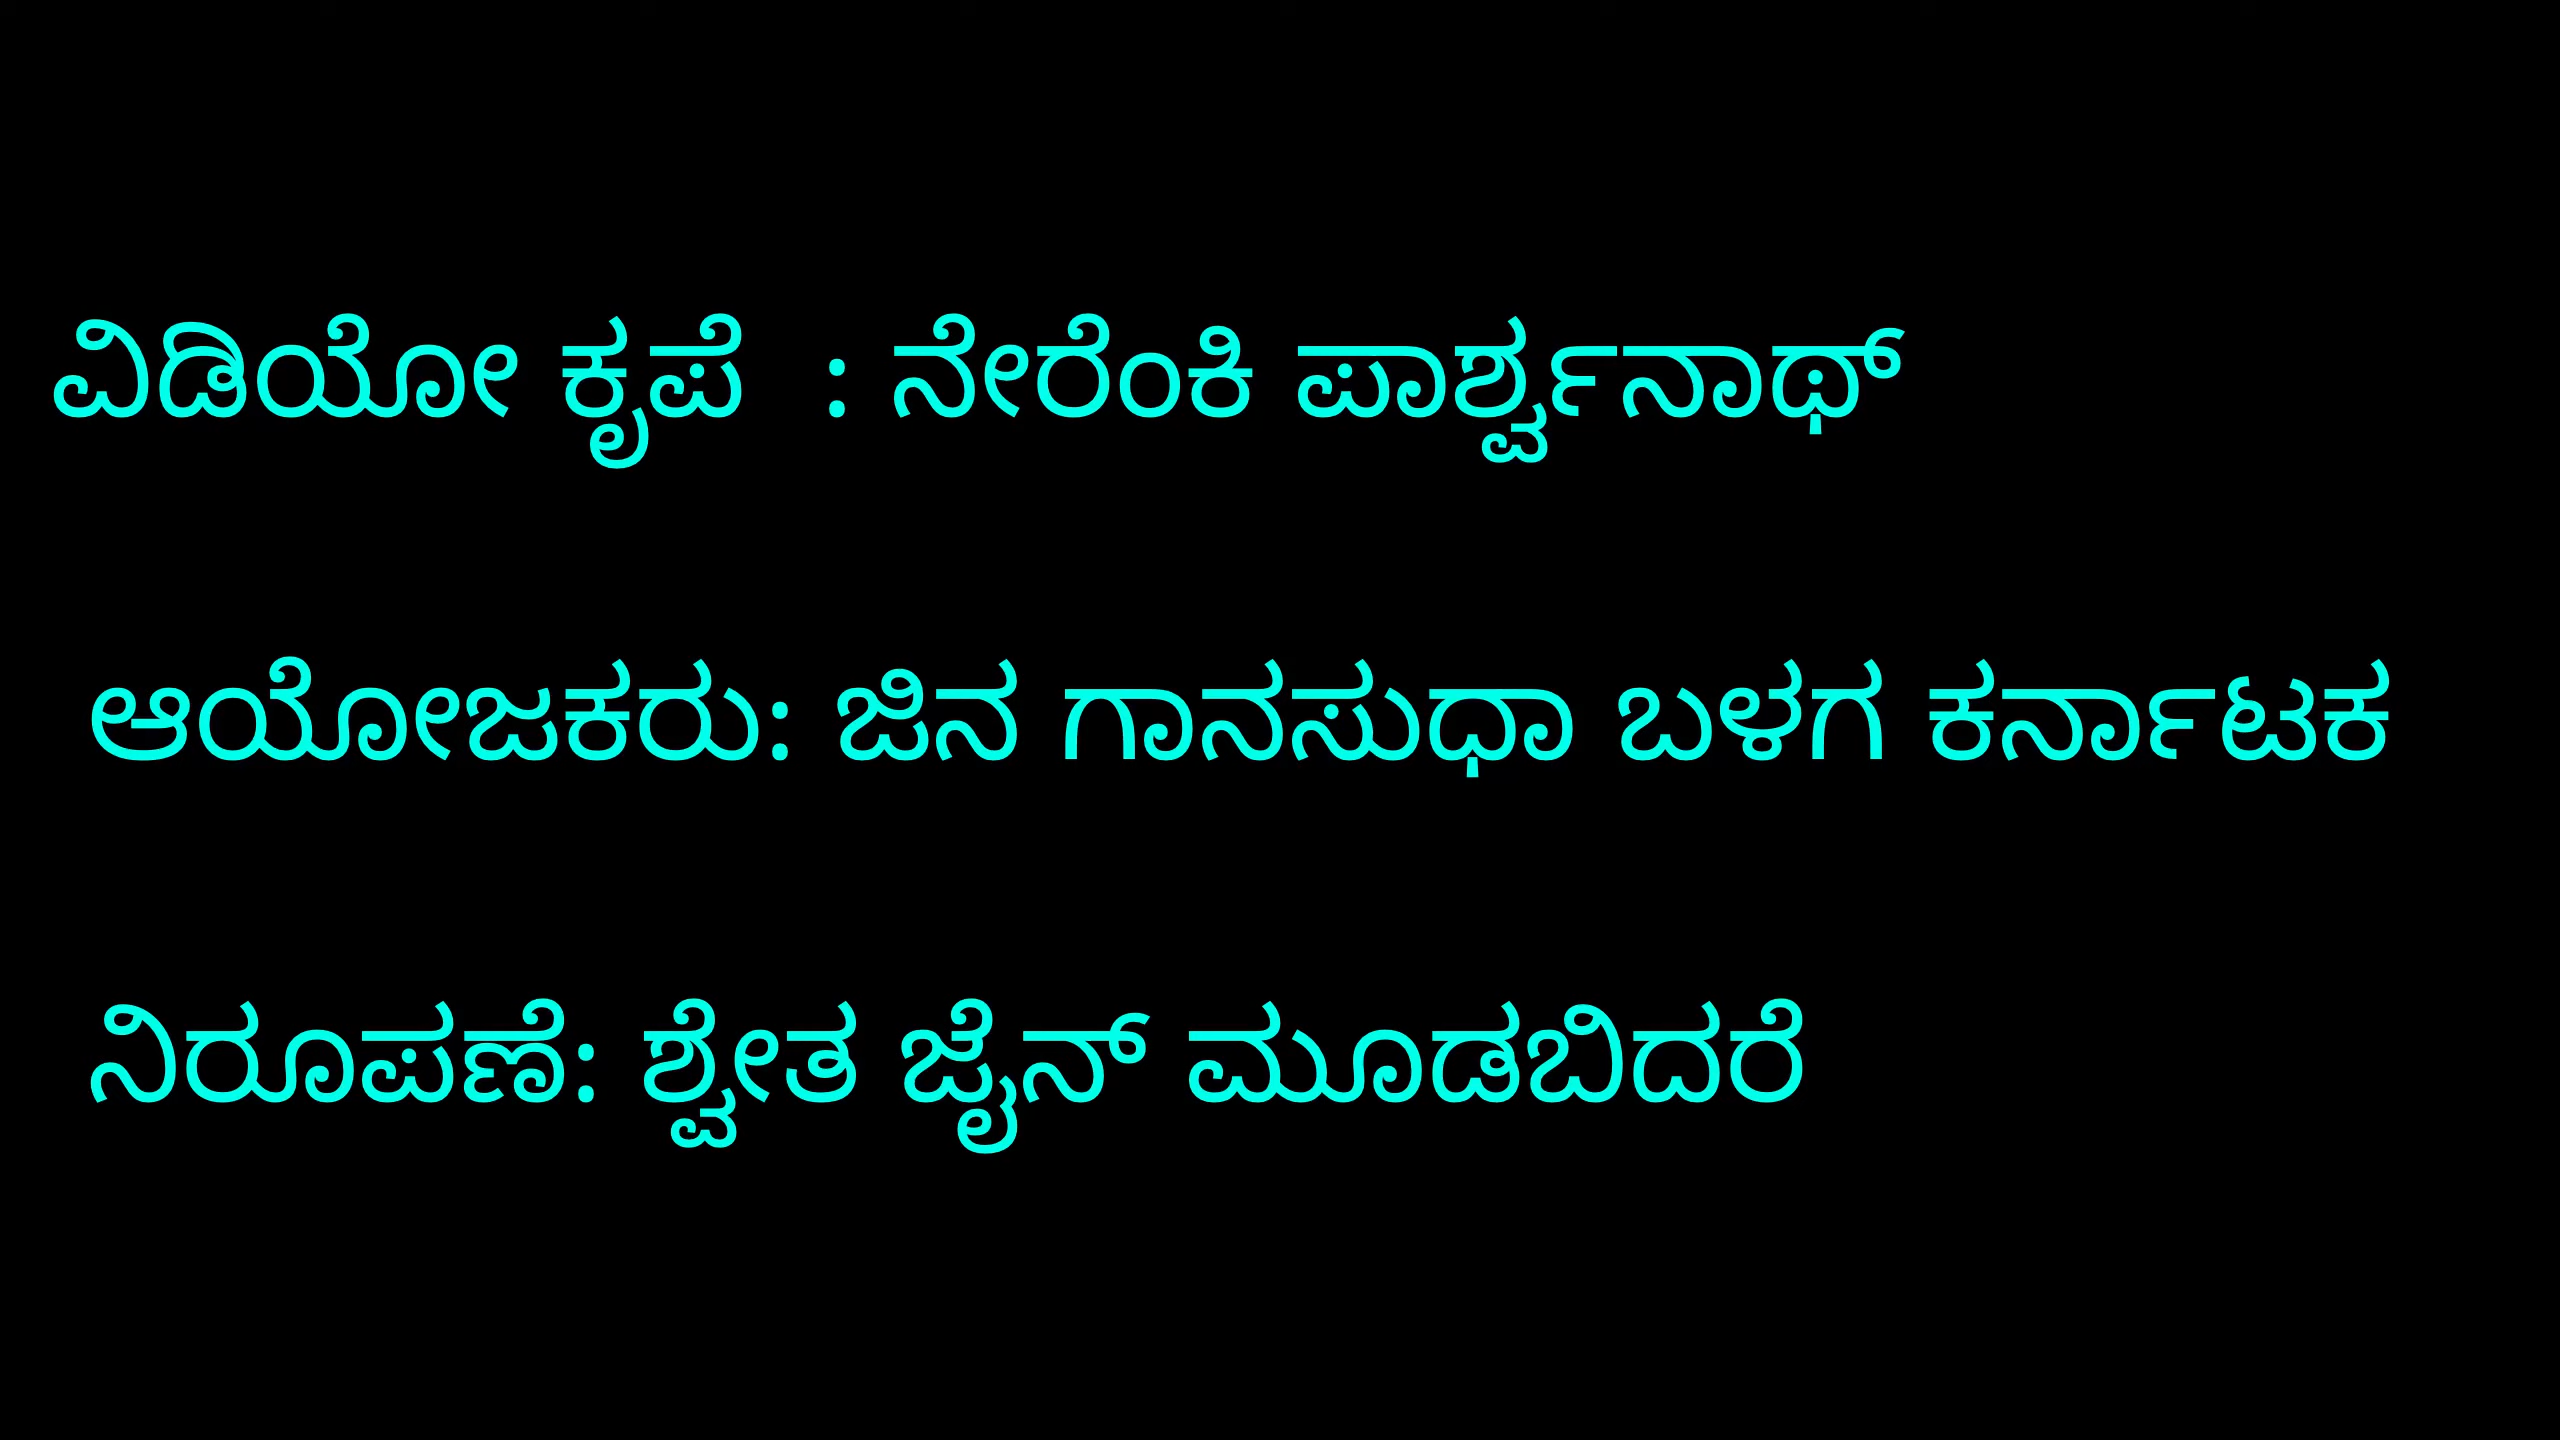 ವಿಡಿಯೋ ಕೃಪೆ : ನೇರೆಂಕಿ ಪಾರ್ಶ್ವನಾಥ್
ಆಯೋಜಕರು: ಜಿನ ಗಾನಸುಧಾ ಬಳಗ ಕರ್ನಾಟಕ
ನಿರೂಪಣೆ: ಶ್ವೇತ ಜೈನ್ ಮೂಡಬಿದರೆ